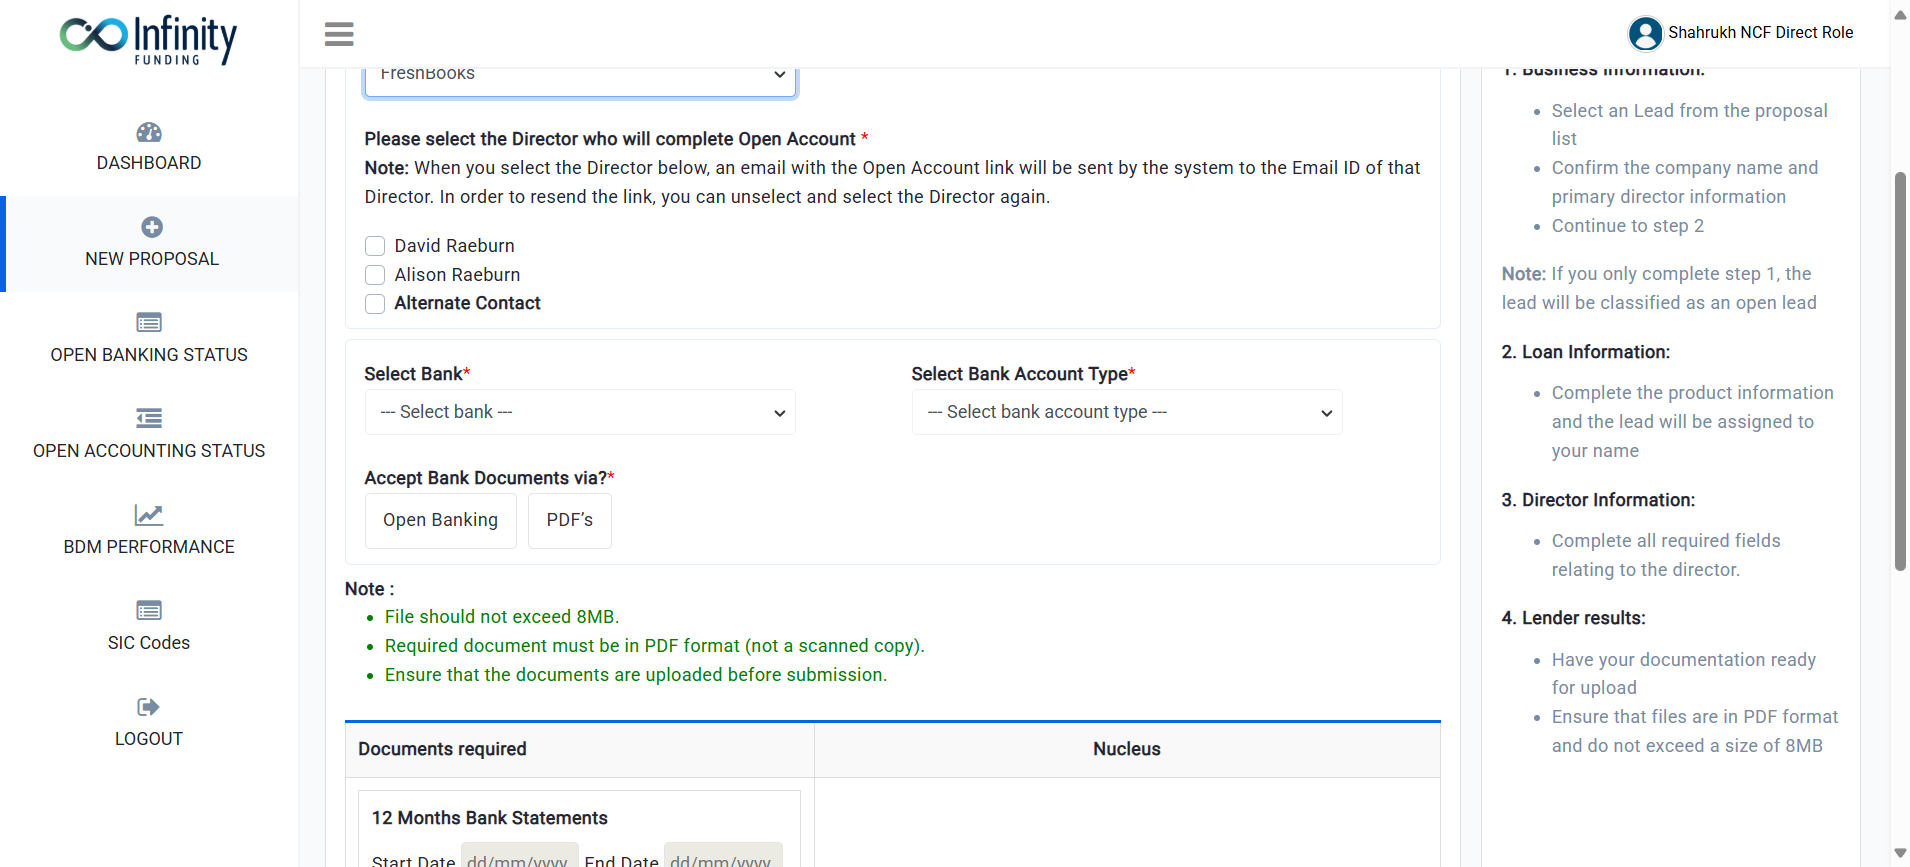 Infinity
FUNDING
Shahrukh NCF Direct Role
DASHBOARD
NEW PROPOSAL
OPEN BANKING STATUS
OPEN ACCOUNTING STATUS
BDM PERFORMANCE
SIC Codes
LOGOUT
FreshBooks
Please select the Director who will complete Open Account *
Note: When you select the Director below, an email with the Open Account link will be sent by the system to the Email ID of that
Director. In order to resend the link, you can unselect and select the Director again.
David Raeburn
Alison Raeburn
Alternate Contact
Select Bank*
Select Bank Account Type*
--- Select bank ---
--- Select bank account type ---
Accept Bank Documents via?*
Open Banking
PDF’s
Note :
File should not exceed 8MB.
Required document must be in PDF format (not a scanned copy).
Ensure that the documents are uploaded before submission.
Documents required
Nucleus
12 Months Bank Statements
Start Date dd/mm/yyyy End Date dd/mm/yyyy
1. Business Information:
Select an Lead from the proposal
list
Confirm the company name and
primary director information
Continue to step 2
Note: If you only complete step 1, the
lead will be classified as an open lead
2. Loan Information:
Complete the product information
and the lead will be assigned to
your name
3. Director Information:
Complete all required fields
relating to the director.
4. Lender results:
Have your documentation ready
for upload
Ensure that files are in PDF format
and do not exceed a size of 8MB